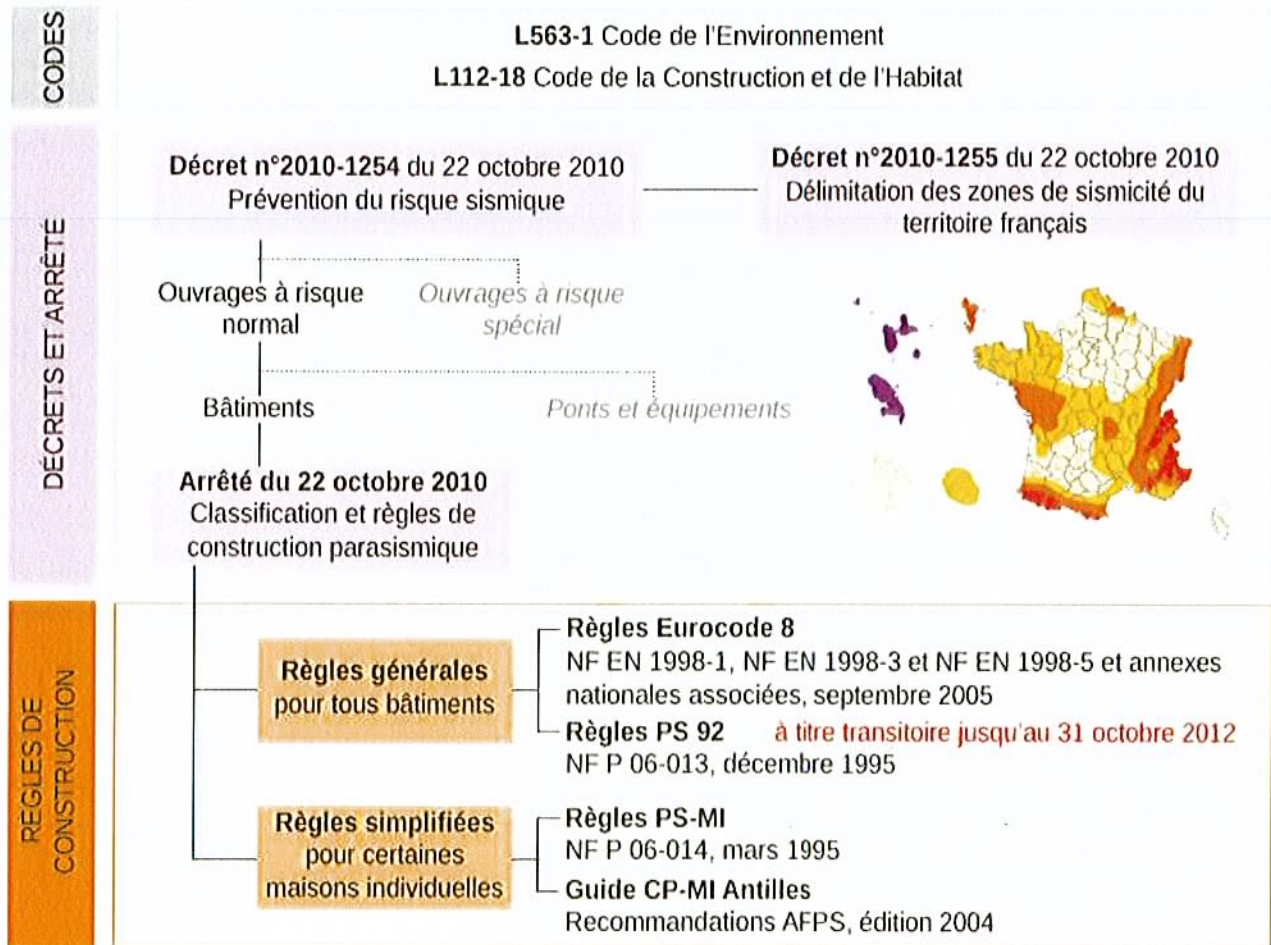 CODES
L563-1 Code de l'Environnement
L112-18 Code de la Construction et de l'Habitat
DÉCRETS ET ARRÊTÉ
Décret n°2010-1254 du 22 octobre 2010
Prévention du risque sismique
Décret n°2010-1255 du 22 octobre 2010
Délimitation des zones de sismicité du
territoire français
Ouvrages à risque
normal
Ouvrages à risque
spécial
Bâtiments
Ponts et équipements
Arrêté du 22 octobre 2010
Classification et règles de
construction parasismique
REGLES DE
CONSTRUCTION
Règles générales
pour tous bâtiments
Règles Eurocode 8
NF EN 1998-1, NF EN 1998-3 et NF EN 1998-5 et annexes
nationales associées, septembre 2005
Règles PS 92 à titre transitoire jusqu'au 31 octobre 2012
NF P 06-013, décembre 1995
Règles simplifiées
pour certaines
maisons individuelles
Règles PS-MI
NF P 06-014, mars 1995
Guide CP-MI Antilles
Recommandations AFPS, édition 2004